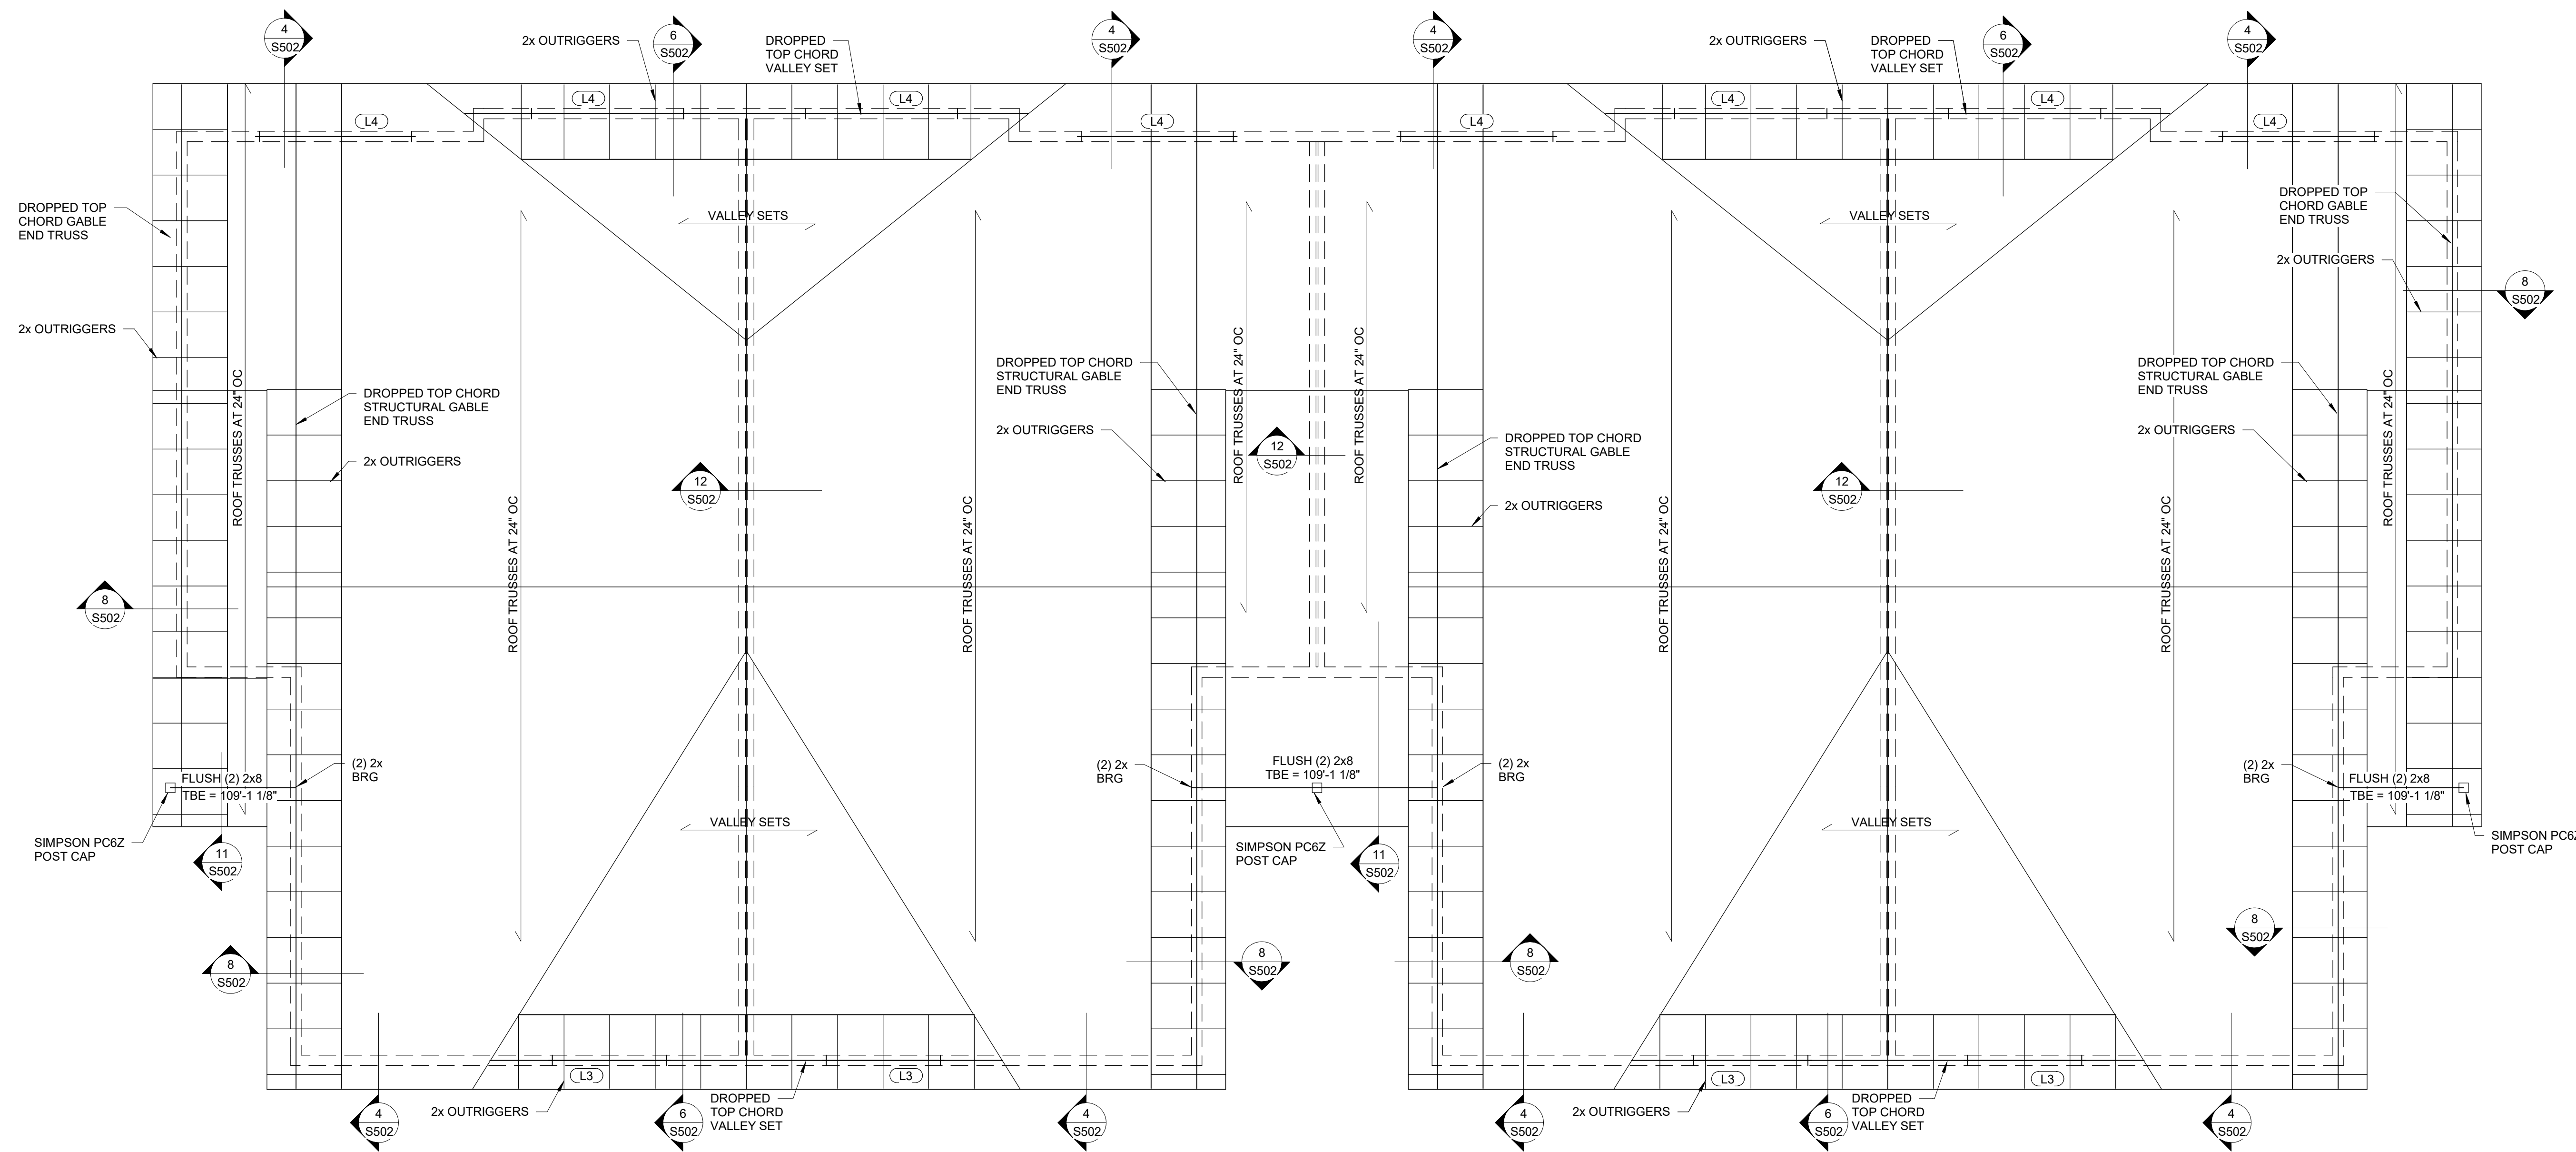 4
S502
2x OUTRIGGERS
6
S502
DROPPED
TOP CHORD
VALLEY SET
4
S502
4
S502
2x OUTRIGGERS
DROPPED
TOP CHORD
VALLEY SET
6
S502
4
S502
L4
L4
L4
L4
L4
L4
L4
L4
DROPPED TOP
CHORD GABLE
END TRUSS
VALLEY SETS
VALLEY SETS
DROPPED TOP
CHORD GABLE
END TRUSS
2x OUTRIGGERS
8
S502
2x OUTRIGGERS
ROOF TRUSSES AT 24" OC
DROPPED TOP CHORD
STRUCTURAL GABLE
END TRUSS
2x OUTRIGGERS
12
S502
ROOF TRUSSES AT 24" OC
ROOF TRUSSES AT 24" OC
DROPPED TOP CHORD
STRUCTURAL GABLE
END TRUSS
2x OUTRIGGERS
ROOF TRUSSES AT 24" OC
12
S502
ROOF TRUSSES AT 24" OC
DROPPED TOP CHORD
STRUCTURAL GABLE
END TRUSS
2x OUTRIGGERS
ROOF TRUSSES AT 24" OC
12
S502
ROOF TRUSSES AT 24" OC
DROPPED TOP CHORD
STRUCTURAL GABLE
END TRUSS
2x OUTRIGGERS
ROOF TRUSSES AT 24" OC
8
S502
FLUSH (2) 2x8
TBE = 109'-1 1/8"
(2) 2x
BRG
SIMPSON PC6Z
POST CAP
11
S502
VALLEY SETS
(2) 2x
BRG
FLUSH (2) 2x8
TBE = 109'-1 1/8"
(2) 2x
BRG
SIMPSON PC6Z
POST CAP
11
S502
VALLEY SETS
(2) 2x
BRG
FLUSH (2) 2x8
TBE = 109'-1 1/8"
SIMPSON PC6Z
POST CAP
8
S502
8
S502
8
S502
8
S502
L3
L3
L3
L3
4
S502
2x OUTRIGGERS
6
S502
DROPPED
TOP CHORD
VALLEY SET
4
S502
4
S502
2x OUTRIGGERS
6
S502
DROPPED
TOP CHORD
VALLEY SET
4
S502